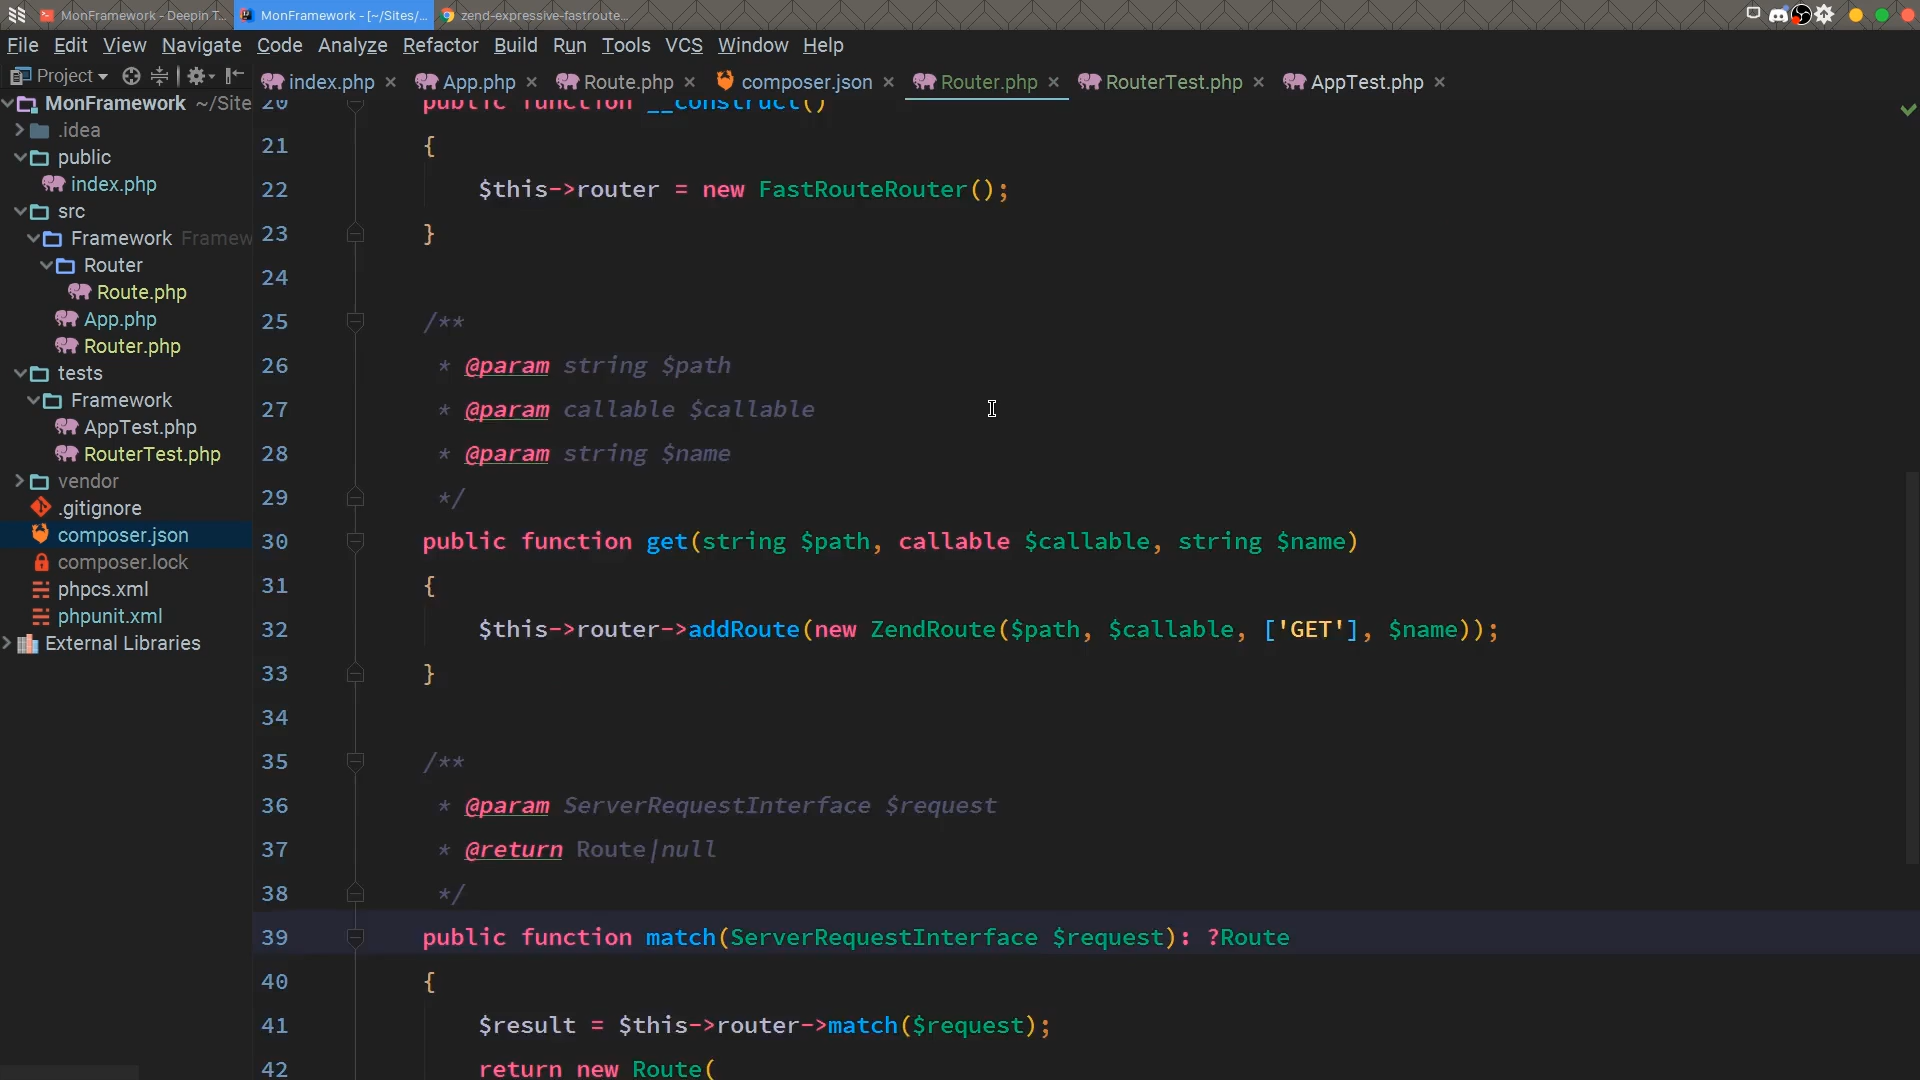 MonFramework - Deepin T...
MonFramework - [~/Sites/...
zend-expressive-fastroute...
File Edit View Navigate Code Analyze Refactor Build Run Tools VCS Window Help
Project
index.php
App.php
Route.php
composer.json
Router.php
RouterTest.php
AppTest.php
MonFramework ~/Site
.idea
public
index.php
src
Framework Framew
Router
Route.php
App.php
Router.php
tests
Framework
AppTest.php
RouterTest.php
vendor
.gitignore
composer.json
composer.lock
phpcs.xml
phpunit.xml
External Libraries
20 public function __construct()
21 {
22 $this->router = new FastRouteRouter();
23 }
24
25 /**
26 * @param string $path
27 * @param callable $callable
28 * @param string $name
29 */
30 public function get(string $path, callable $callable, string $name)
31 {
32 $this->router->addRoute(new ZendRoute($path, $callable, ['GET'], $name));
33 }
34
35 /**
36 * @param ServerRequestInterface $request
37 * @return Route|null
38 */
39 public function match(ServerRequestInterface $request): ?Route
40 {
41 $result = $this->router->match($request);
42 return new Route(